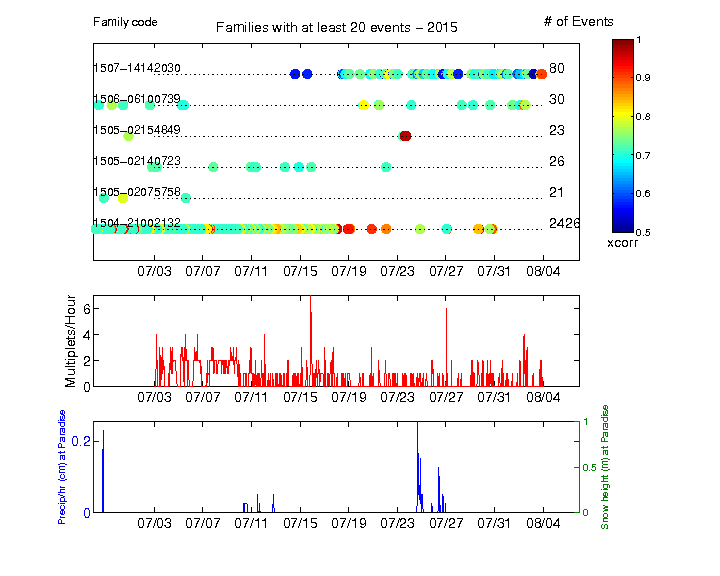 Family code
Families with at least 20 events – 2015
# of Events
1507–14142030
80
1506–06100739
30
1505–02154849
23
1505–02140723
26
1505–02075758
21
1504–21002132
2426
07/03 07/07 07/11 07/15 07/19 07/23 07/27 07/31 08/04
1
0.9
0.8
0.7
0.6
0.5
xcorr
Multiplets/Hour
6
4
2
0
07/03 07/07 07/11 07/15 07/19 07/23 07/27 07/31 08/04
Precip/hr (cm) at Paradise
0.2
0
1
0.5
0
Snow height (m) at Paradise
07/03 07/07 07/11 07/15 07/19 07/23 07/27 07/31 08/04